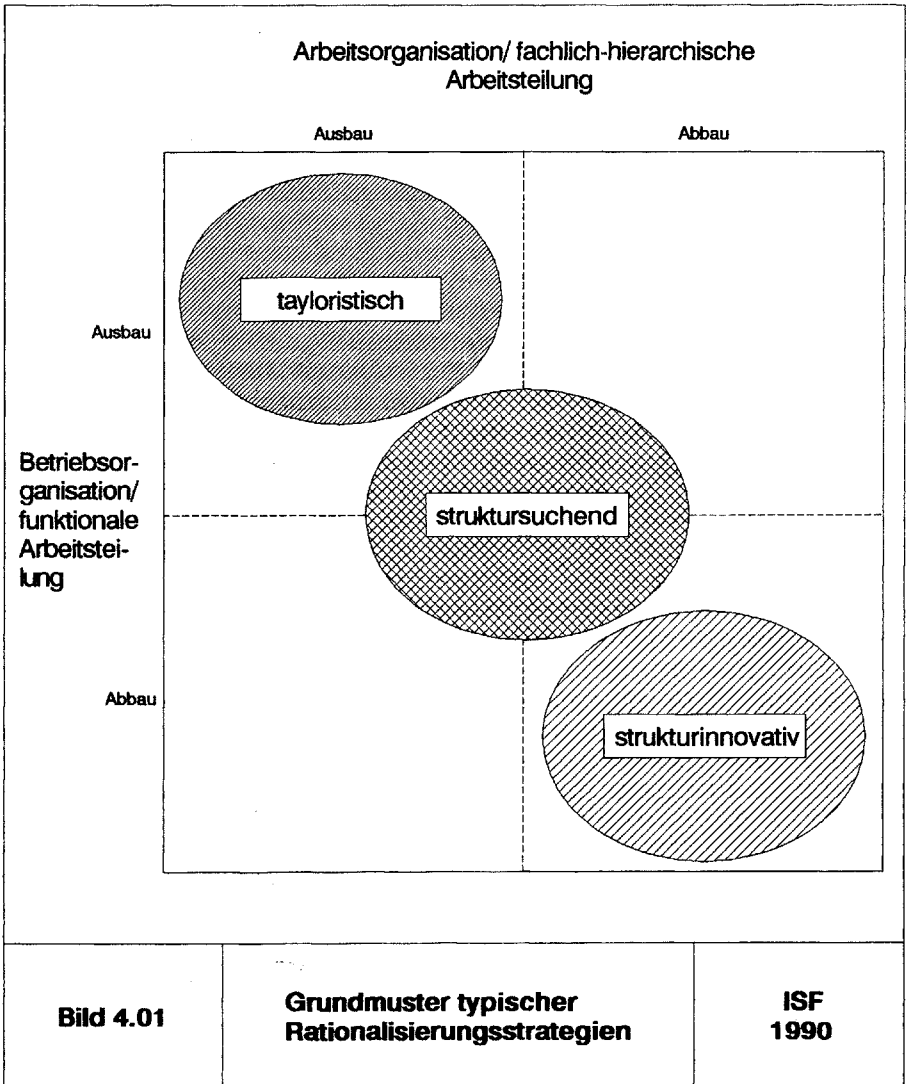 Arbeitsorganisation/ fachlich-hierarchische
Arbeitsteilung
Ausbau
Abbau
tayloristisch
Ausbau
Betriebsor-
ganisation/
funktionale
Arbeitstei-
lung
struktursuchend
Abbau
strukturinnovativ
Bild 4.01
Grundmuster typischer
Rationalisierungsstrategien
ISF
1990